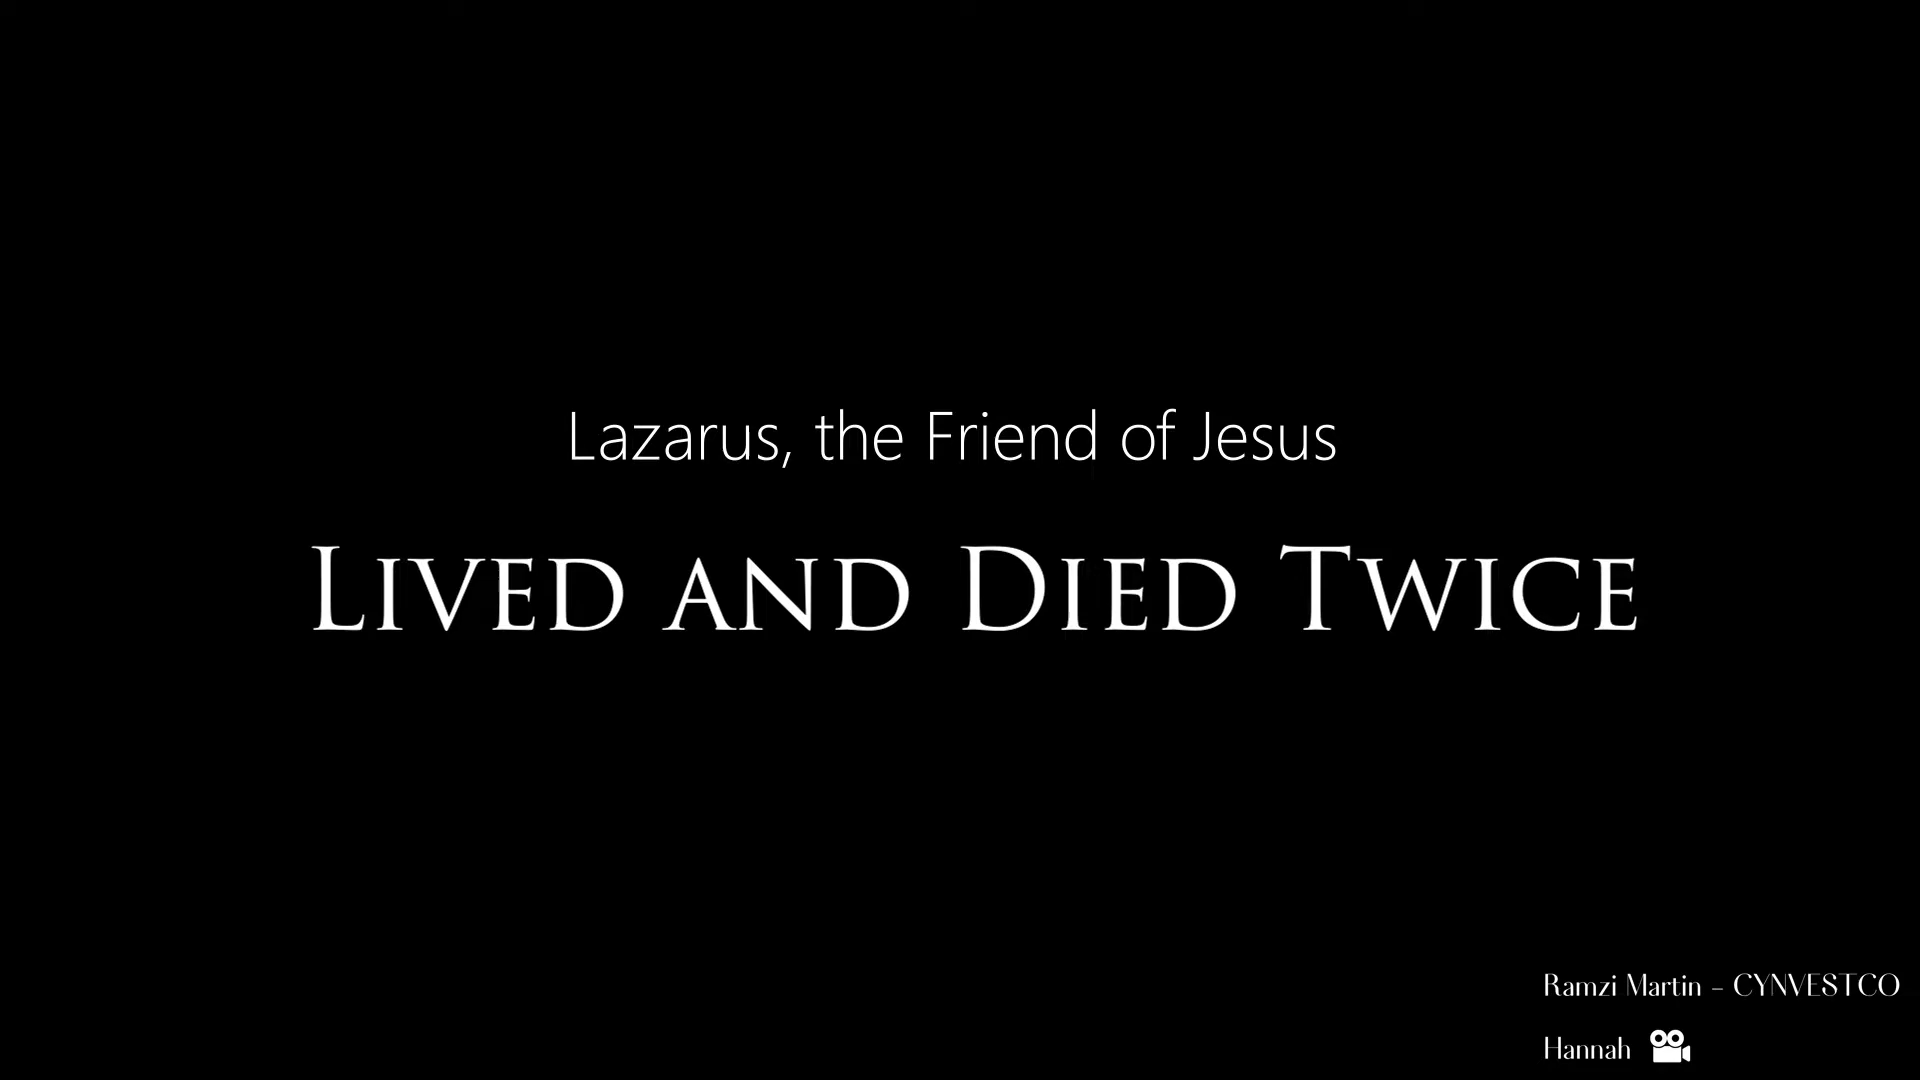 Lazarus, the Friend of Jesus
Lived and Died Twice
Ramzi Martin – CYNVESTCO
Hannah